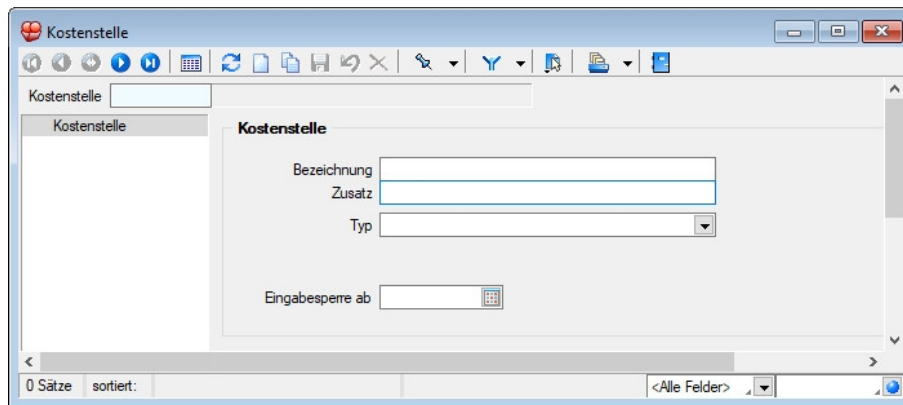 Kostenstelle
Kostenstelle
Kostenstelle
Kostenstelle
Bezeichnung
Zusatz
Typ
Eingabesperre ab
0 Sätze sortiert: <Alle Felder>